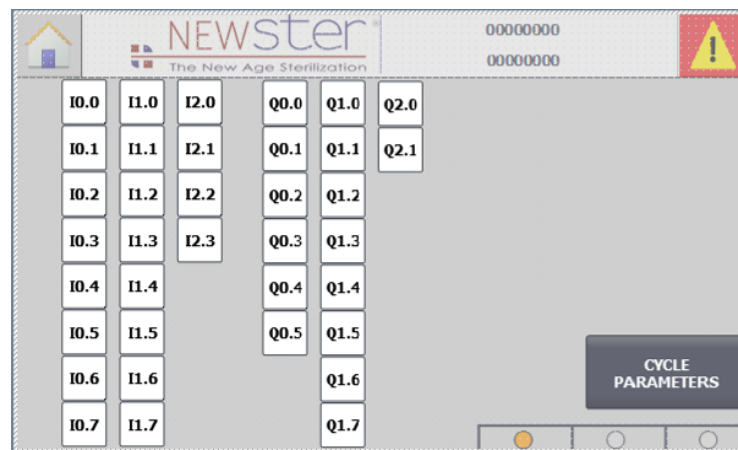 NEWSter®
The New Age Sterilization
00000000
00000000
!
I0.0 I1.0 I2.0 Q0.0 Q1.0 Q2.0
I0.1 I1.1 I2.1 Q0.1 Q1.1 Q2.1
I0.2 I1.2 I2.2 Q0.2 Q1.2
I0.3 I1.3 I2.3 Q0.3 Q1.3
I0.4 I1.4 Q0.4 Q1.4
I0.5 I1.5 Q0.5 Q1.5
I0.6 I1.6 Q1.6
I0.7 I1.7 Q1.7
CYCLE
PARAMETERS